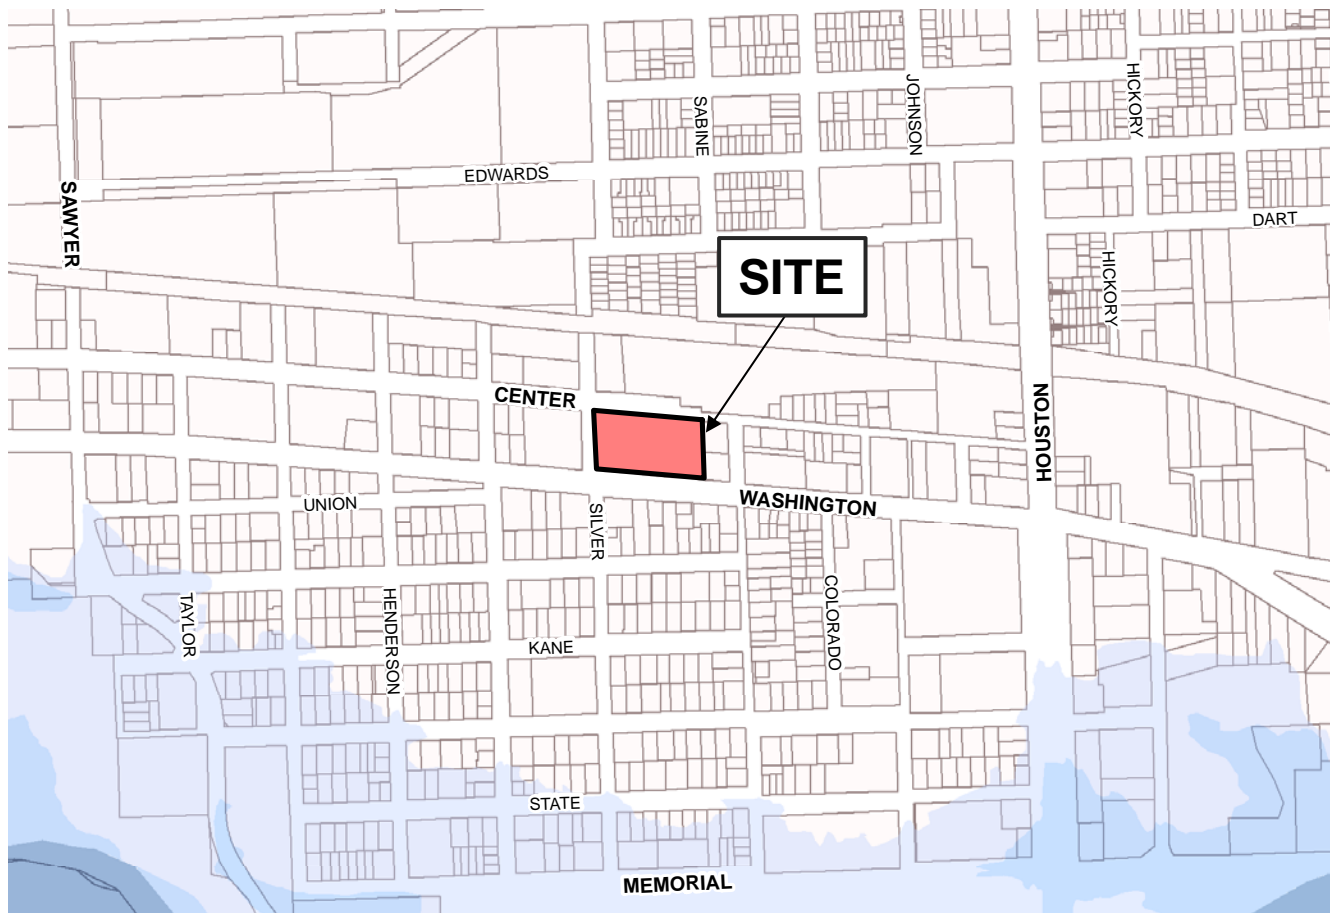 HICKORY
JOHNSON
SABINE
EDWARDS
SAWYER
DART
SITE
HICKORY
CENTER
HOUSTON
WASHINGTON
UNION
SILVER
COLORADO
TAYLOR
HENDERSON
KANE
STATE
MEMORIAL